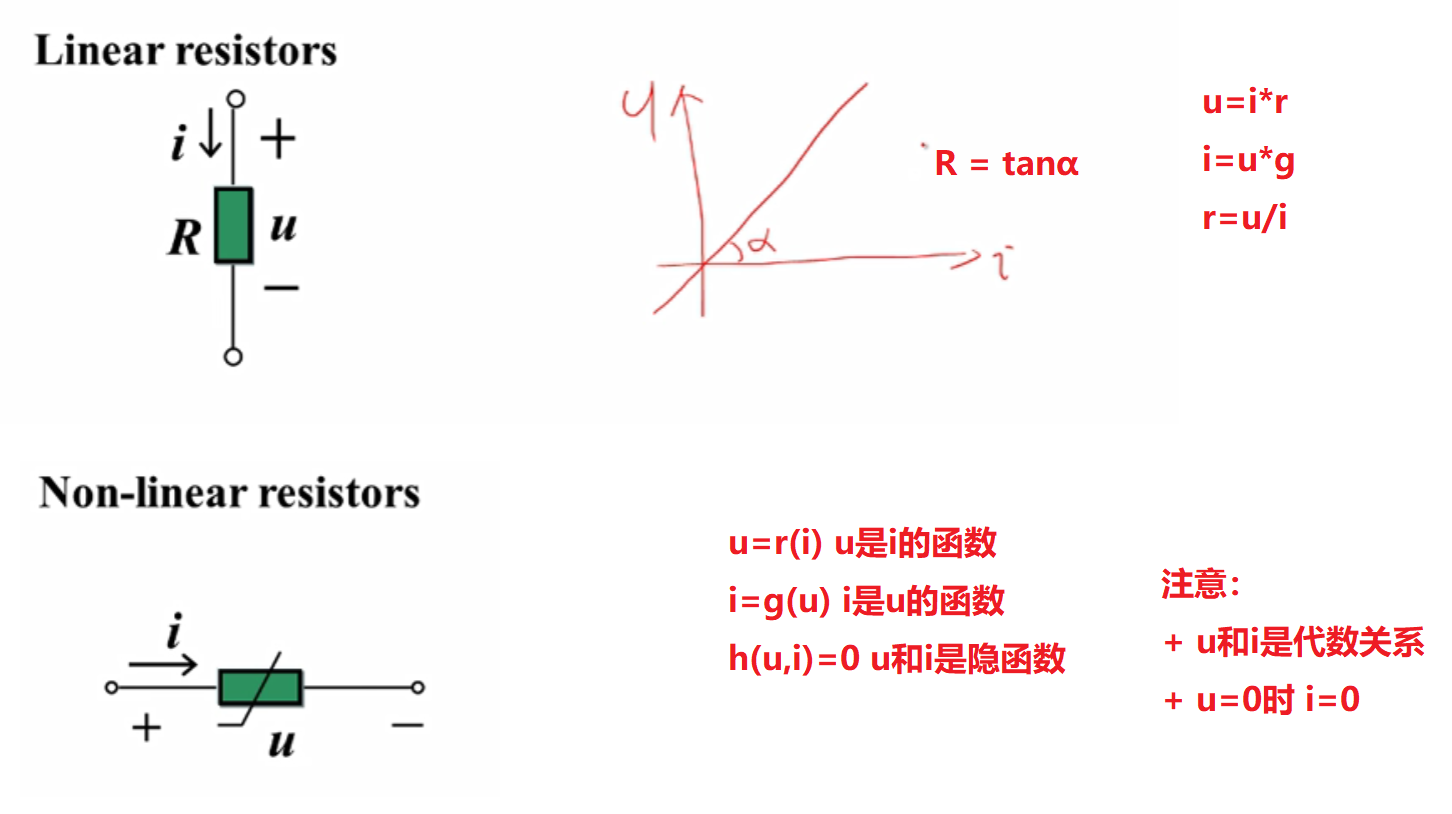 Linear resistors
i
+
R
u
−
u
i
α
R = tanα
u=i*r
i=u*g
r=u/i
Non-linear resistors
i
+
u
−
u=r(i) u是i的函数
i=g(u) i是u的函数
h(u,i)=0 u和i是隐函数
注意：
+ u和i是代数关系
+ u=0时 i=0